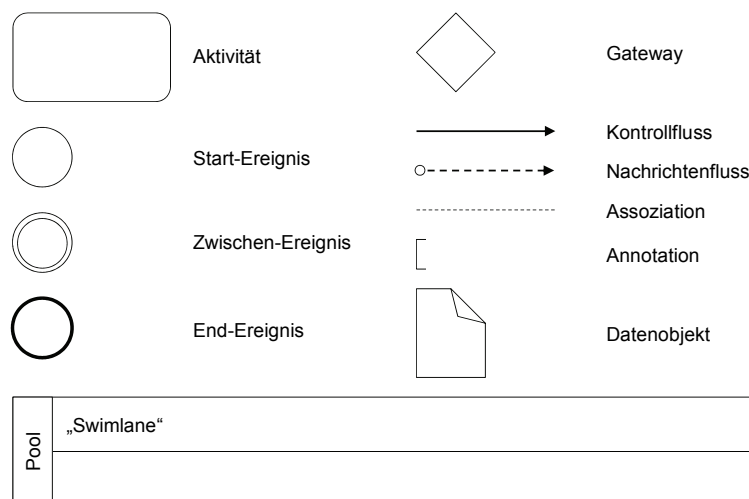 Aktivität
Gateway
Kontrollfluss
Start-Ereignis
Nachrichtenfluss
Assoziation
Zwischen-Ereignis
Annotation
End-Ereignis
Datenobjekt
„Swimlane“
Pool